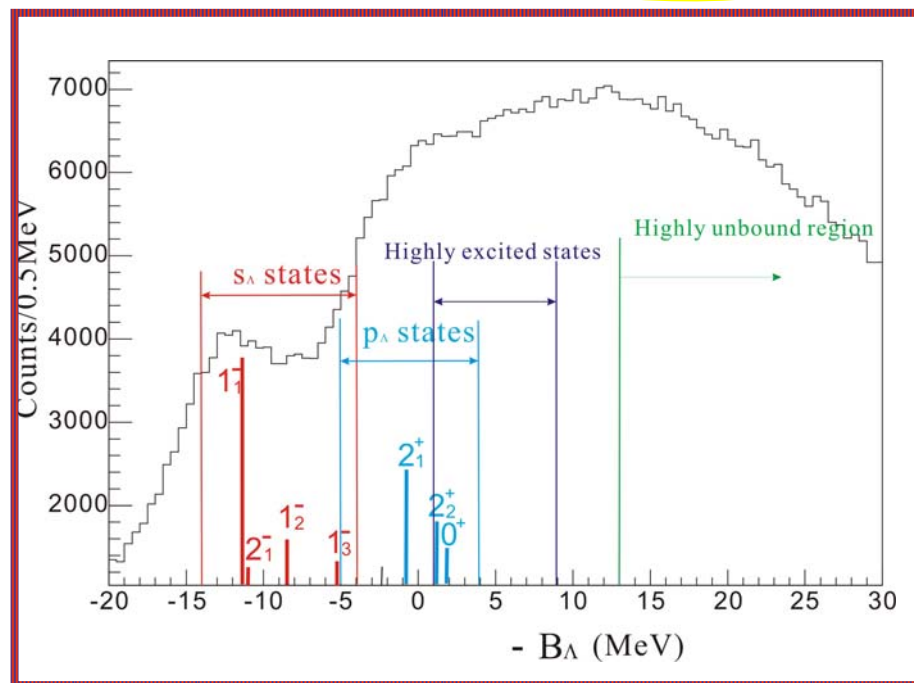 7000
6000
5000
4000
3000
2000
Counts/0.5MeV
Highly unbound region
Highly excited states
sΛ states
pΛ states
1₁⁻
2₁⁻
1₂⁻
1₃⁻
2₁⁺
2₂⁺
0⁺
-20 -15 -10 -5 0 5 10 15 20 25 30
- BΛ (MeV)